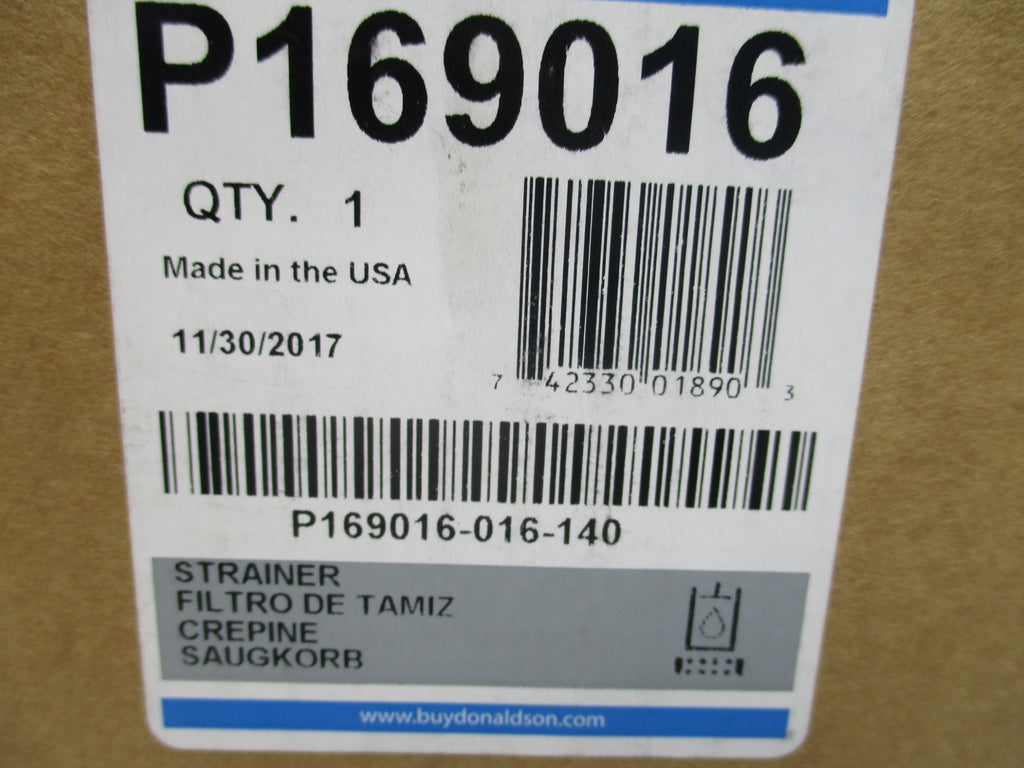 P169016
QTY. 1
Made in the USA
11/30/2017
7 42330 01890 3
P169016-016-140
STRAINER
FILTRO DE TAMIZ
CREPINE
SAUGKORB
www.buydonaldson.com